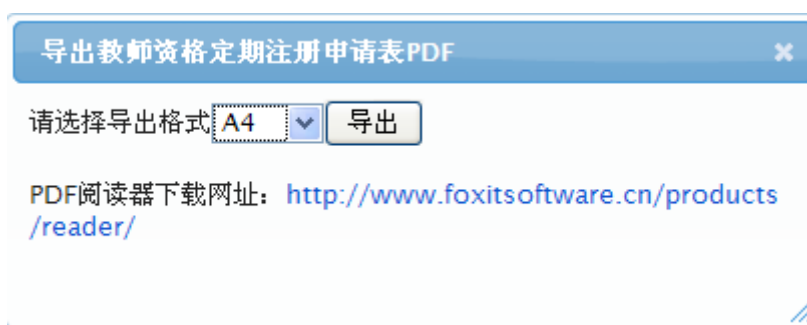 导出教师资格定期注册申请表PDF
请选择导出格式 A4 导出
PDF阅读器下载网址：http://www.foxitsoftware.cn/products
/reader/